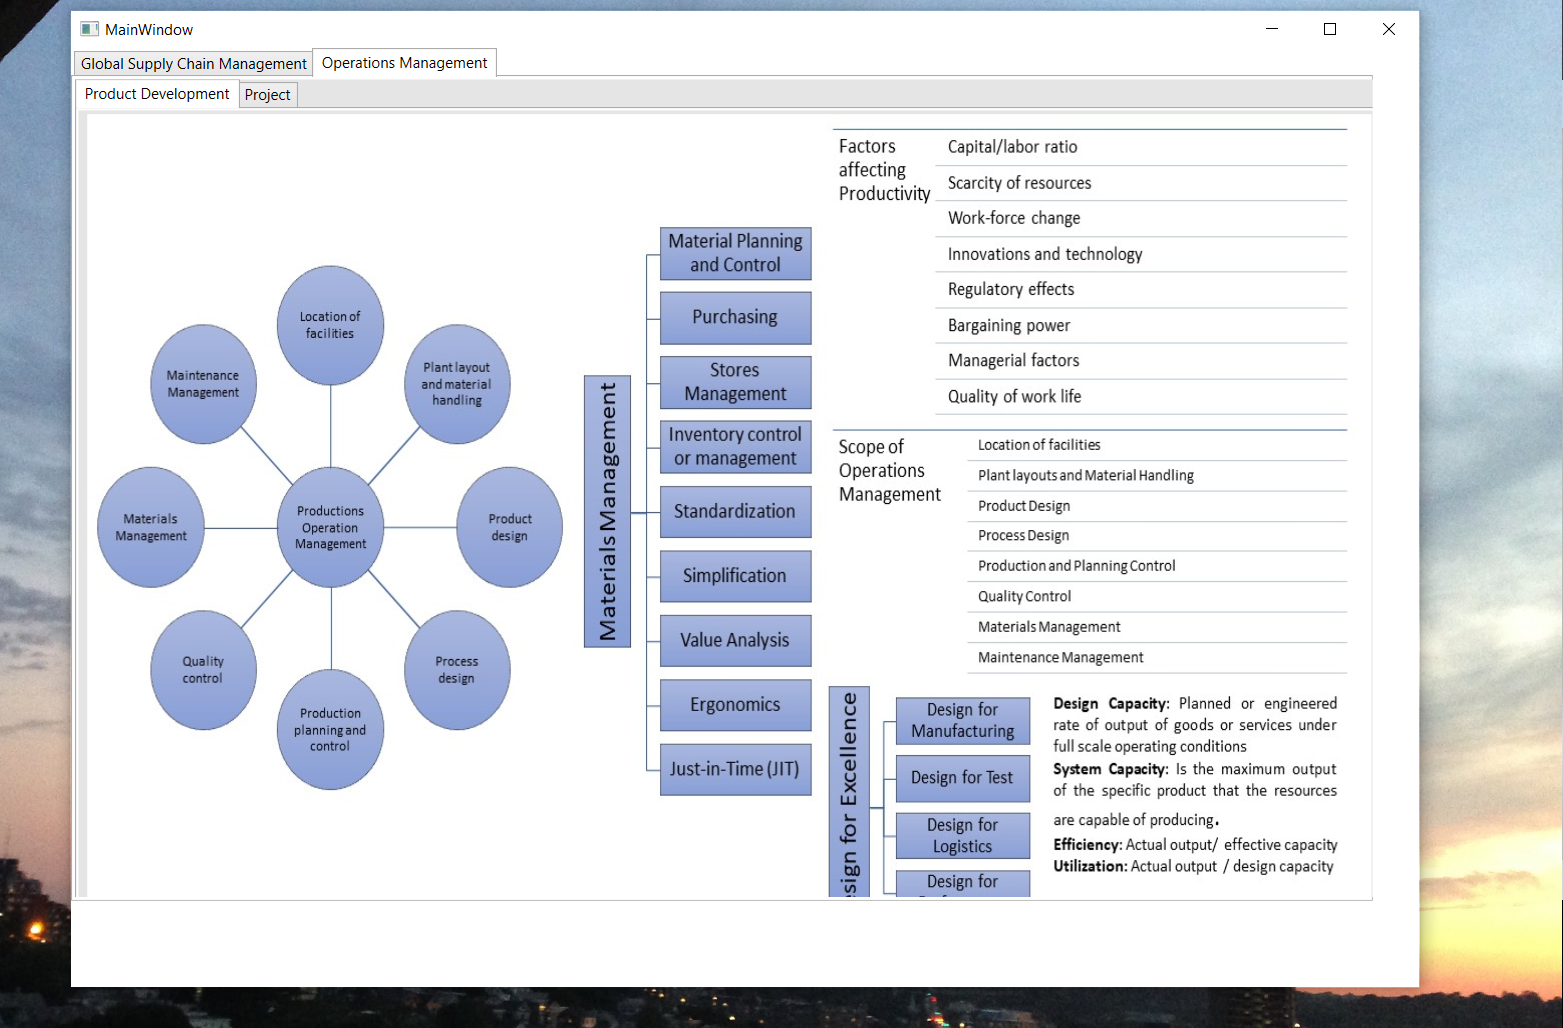 MainWindow
Global Supply Chain Management
Operations Management
Product Development
Project
Location of
facilities
Plant layout
and material
handling
Product
design
Process
design
Production
planning and
control
Quality
control
Materials
Management
Maintenance
Management
Productions
Operation
Management
Materials Management
Material Planning
and Control
Purchasing
Stores
Management
Inventory control
or management
Standardization
Simplification
Value Analysis
Ergonomics
Just-in-Time (JIT)
Factors
affecting
Productivity
Capital/labor ratio
Scarcity of resources
Work-force change
Innovations and technology
Regulatory effects
Bargaining power
Managerial factors
Quality of work life
Scope of
Operations
Management
Location of facilities
Plant layouts and Material Handling
Product Design
Process Design
Production and Planning Control
Quality Control
Materials Management
Maintenance Management
sign for Excellence
Design for
Manufacturing
Design for Test
Design for
Logistics
Design for
Design Capacity: Planned or engineered
rate of output of goods or services under
full scale operating conditions
System Capacity: Is the maximum output
of the specific product that the resources
are capable of producing.
Efficiency: Actual output/ effective capacity
Utilization: Actual output / design capacity